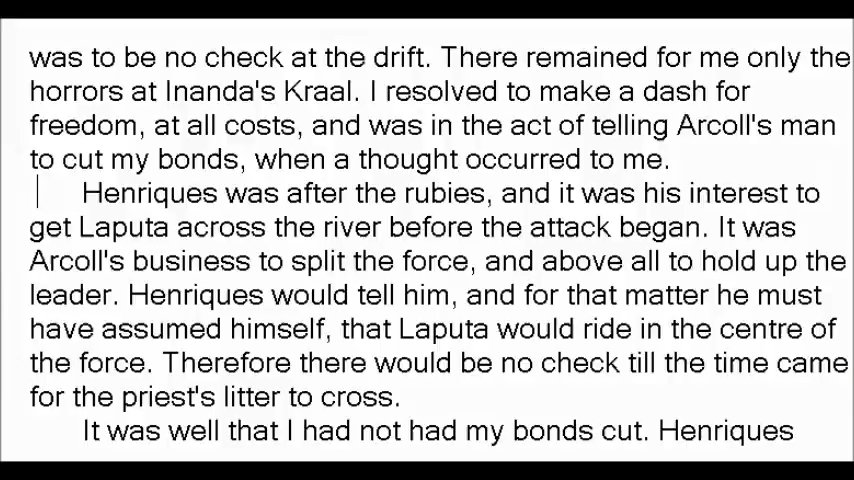 was to be no check at the drift. There remained for me only the
horrors at Inanda's Kraal. I resolved to make a dash for
freedom, at all costs, and was in the act of telling Arcoll's man
to cut my bonds, when a thought occurred to me.
Henriques was after the rubies, and it was his interest to
get Laputa across the river before the attack began. It was
Arcoll's business to split the force, and above all to hold up the
leader. Henriques would tell him, and for that matter he must
have assumed himself, that Laputa would ride in the centre of
the force. Therefore there would be no check till the time came
for the priest's litter to cross.
It was well that I had not had my bonds cut. Henriques